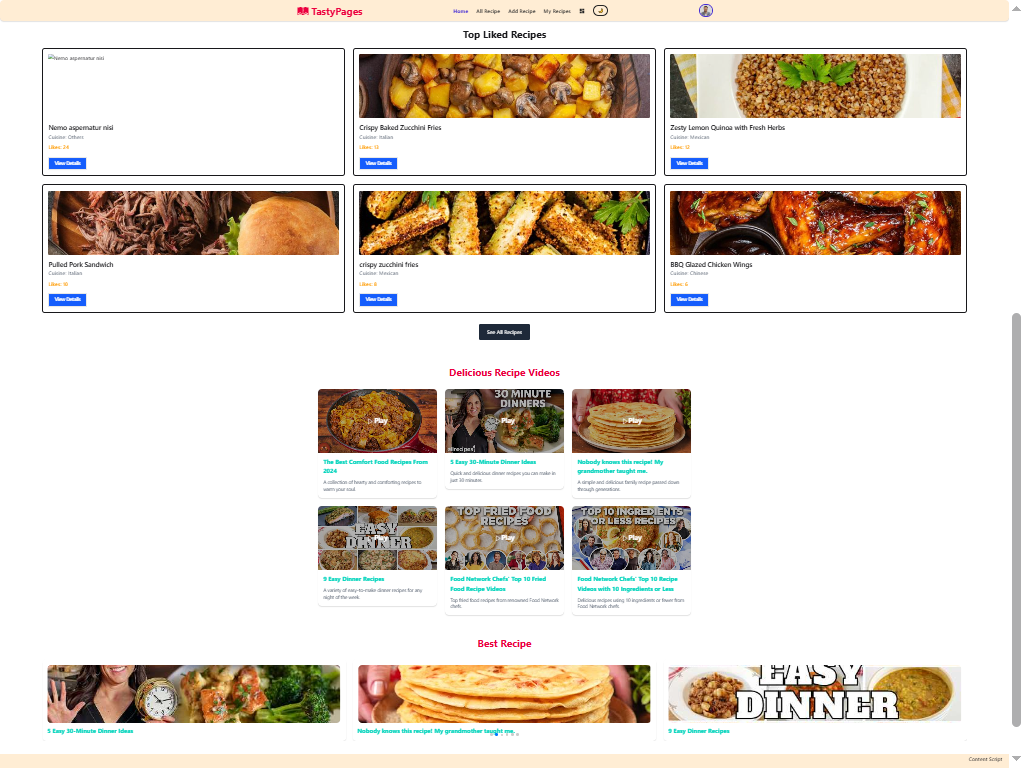 TastyPages
Home All Recipe Add Recipe My Recipes
Top Liked Recipes
Nemo aspernatur nisi
Nemo aspernatur nisi
Cuisine: Others
Likes: 24
View Details
Crispy Baked Zucchini Fries
Cuisine: Italian
Likes: 13
View Details
Zesty Lemon Quinoa with Fresh Herbs
Cuisine: Mexican
Likes: 12
View Details
Pulled Pork Sandwich
Cuisine: Italian
Likes: 10
View Details
crispy zucchini fries
Cuisine: Mexican
Likes: 8
View Details
BBQ Glazed Chicken Wings
Cuisine: Chinese
Likes: 6
View Details
See All Recipes
Delicious Recipe Videos
Play
The Best Comfort Food Recipes From
2024
A collection of hearty and comforting recipes to
warm your soul.
30 MINUTE
DINNERS
Play
5 Easy 30-Minute Dinner Ideas
Quick and delicious dinner recipes you can make in
just 30 minutes.
Play
Nobody knows this recipe! My
grandmother taught me.
A simple and delicious family recipe passed down
through generations.
EASY
DINNER
Play
9 Easy Dinner Recipes
A variety of easy-to-make dinner recipes for any
night of the week.
TOP FRIED FOOD
RECIPES
Play
Food Network Chefs' Top 10 Fried
Food Recipe Videos
Top fried food recipes from renowned Food Network
chefs.
TOP 10 INGREDIENTS
OR LESS RECIPES
Play
Food Network Chefs' Top 10 Recipe
Videos with 10 Ingredients or Less
Delicious recipes using 10 ingredients or fewer from
Food Network chefs.
Best Recipe
5 Easy 30-Minute Dinner Ideas
Nobody knows this recipe! My grandmother taught me.
EASY
DINNER
9 Easy Dinner Recipes
Content Script